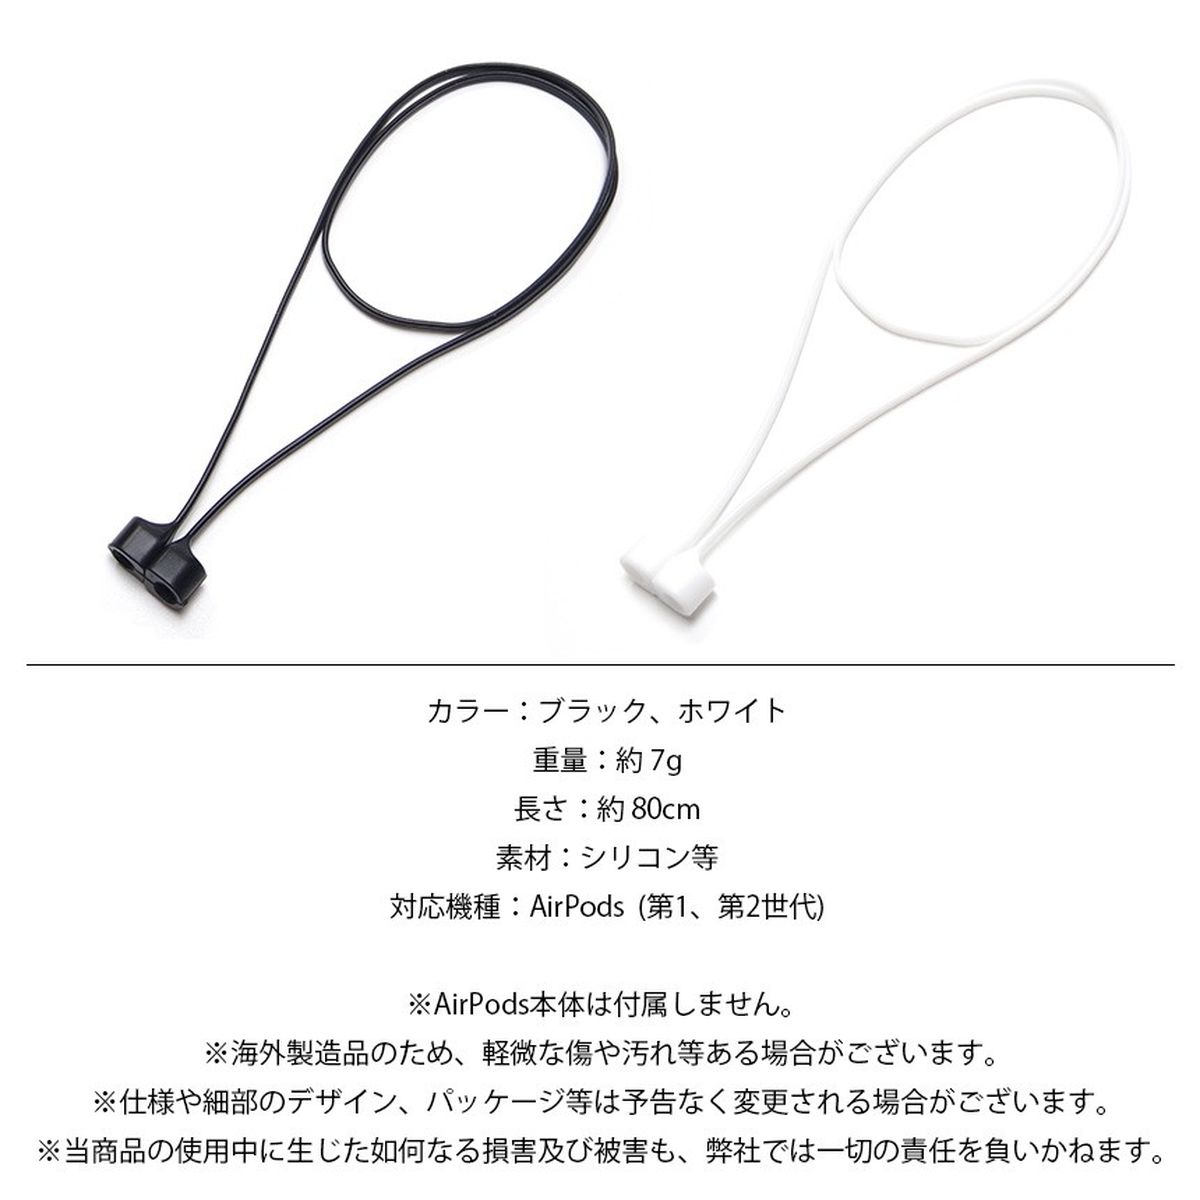 カラー：ブラック、ホワイト
重量：約 7g
長さ：約 80cm
素材：シリコン等
対応機種：AirPods (第1、第2世代)
※AirPods本体は付属しません。
※海外製造品のため、軽微な傷や汚れ等ある場合がございます。
※仕様や細部のデザイン、パッケージ等は予告なく変更される場合がございます。
※当商品の使用中に生じた如何なる損害及び被害も、弊社では一切の責任を負いかねます。